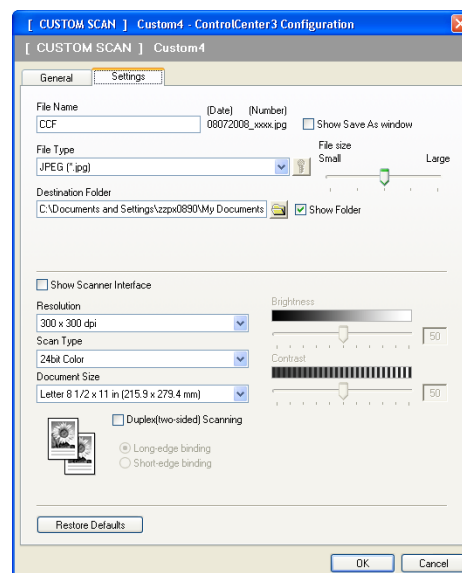 [ CUSTOM SCAN ] Custom4 - ControlCenter3 Configuration
[ CUSTOM SCAN ] Custom4
General Settings
File Name
(Date) (Number)
CCF 08072008_xxxx.jpg Show Save As window
File Type
File size
Small Large
JPEG (*.jpg)
Destination Folder
C:\Documents and Settings\zzpx0890\My Documents Show Folder
Show Scanner Interface
Resolution
300 x 300 dpi
Scan Type
24bit Color
Document Size
Letter 8 1/2 x 11 in (215.9 x 279.4 mm)
Brightness
50
Contrast
50
Duplex(two-sided) Scanning
Long-edge binding
Short-edge binding
Restore Defaults
OK Cancel